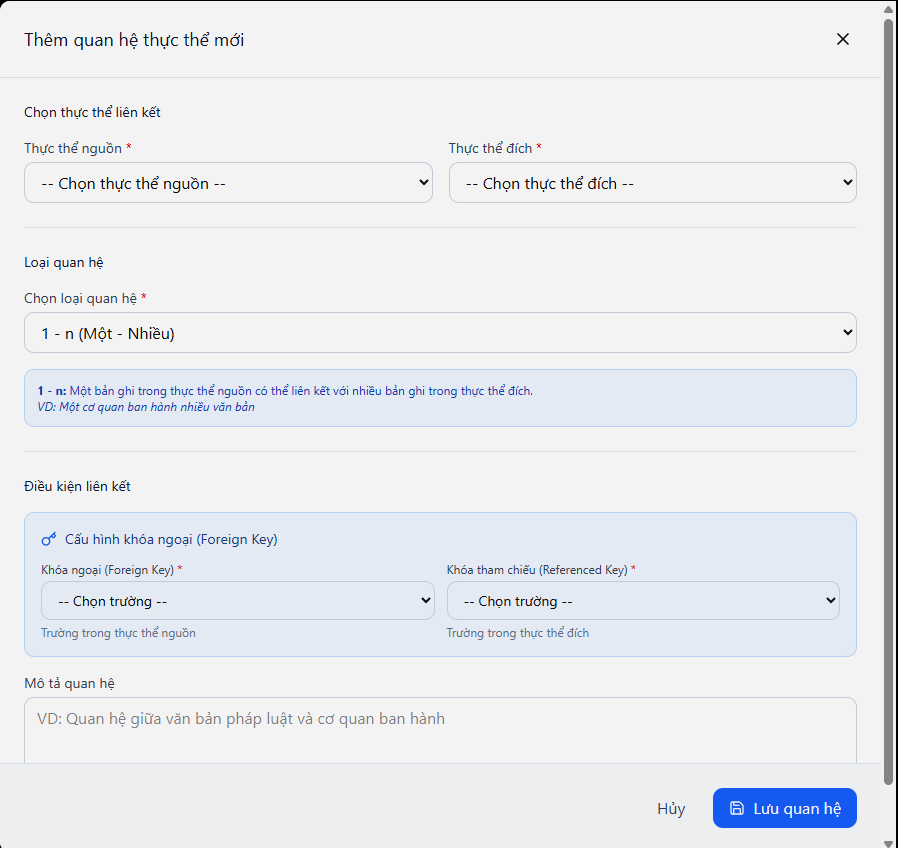 Thêm quan hệ thực thể mới
Chọn thực thể liên kết
Thực thể nguồn *
Thực thể đích *
-- Chọn thực thể nguồn --
-- Chọn thực thể đích --
Loại quan hệ
Chọn loại quan hệ *
1 - n (Một - Nhiều)
1 - n: Một bản ghi trong thực thể nguồn có thể liên kết với nhiều bản ghi trong thực thể đích.
VD: Một cơ quan ban hành nhiều văn bản
Điều kiện liên kết
Cấu hình khóa ngoại (Foreign Key)
Khóa ngoại (Foreign Key) *
Khóa tham chiếu (Referenced Key) *
-- Chọn trường --
-- Chọn trường --
Trường trong thực thể nguồn
Trường trong thực thể đích
Mô tả quan hệ
VD: Quan hệ giữa văn bản pháp luật và cơ quan ban hành
Hủy
Lưu quan hệ